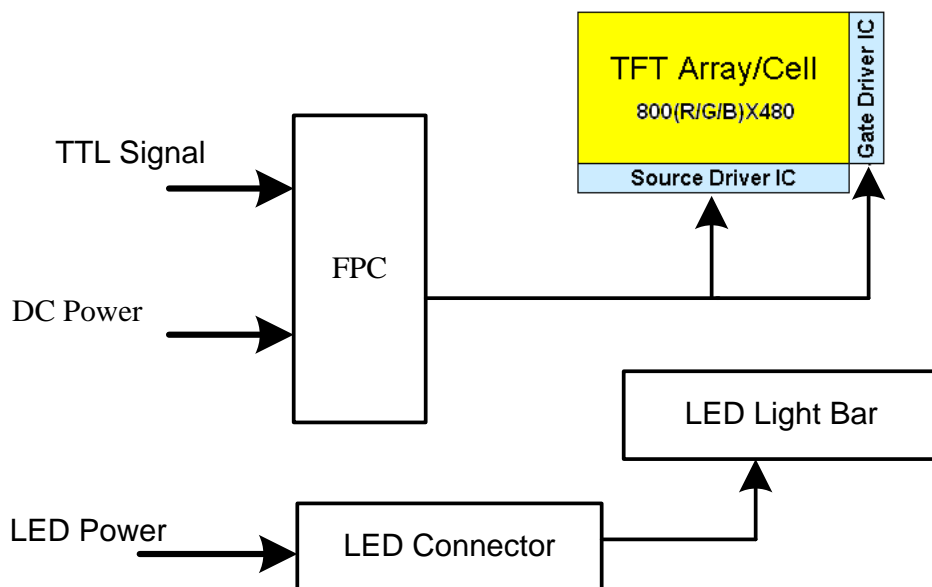 TFT Array/Cell
800(R/G/B)X480
Gate Driver IC
Source Driver IC
TTL Signal
FPC
DC Power
LED Light Bar
LED Power
LED Connector